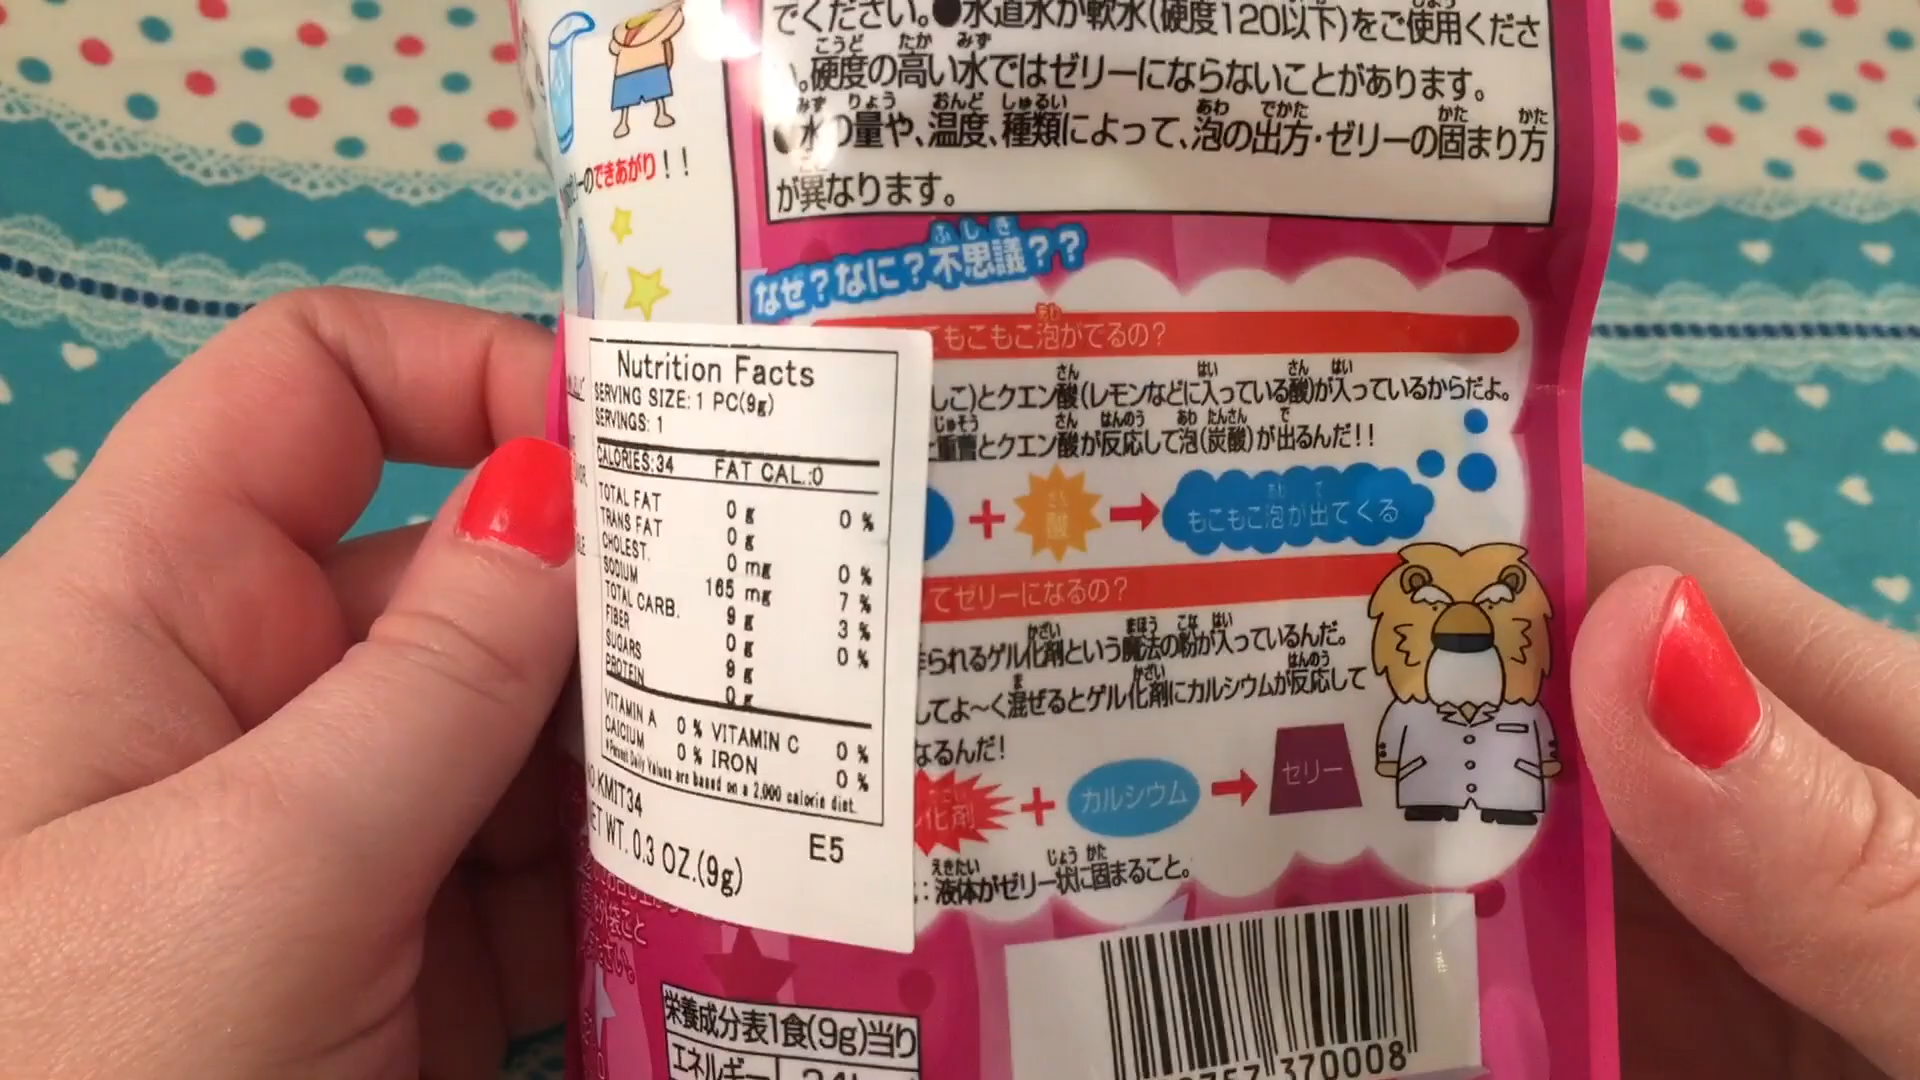 でください。●水道水か軟水(硬度120以下)をご使用くださ
い。硬度の高い水ではゼリーにならないことがあります。
●水の量や、温度、種類によって、泡の出方・ゼリーの固まり方
が異なります。
のできあがり!!
なぜ?なに?不思議??
てもこもこ泡がでるの?
しこ)とクエン酸(レモンなどに入っている酸)が入っているからだよ。
と重曹とクエン酸が反応して泡(炭酸)が出るんだ!!
+ 酸 → もこもこ泡が出てくる
てゼリーになるの?
られるゲル化剤という魔法の粉が入っているんだ。
してよ〜く混ぜるとゲル化剤にカルシウムが反応して
なるんだ!
化剤 + カルシウム → ゼリー
:液体がゼリー状に固まること。
Nutrition Facts
SERVING SIZE: 1 PC(9g)
SERVINGS: 1
CALORIES:34 FAT CAL.:0
TOTAL FAT 0 g 0 %
TRANS FAT 0 g
CHOLEST. 0 mg 0 %
SODIUM 165 mg 7 %
TOTAL CARB. 9 g 3 %
FIBER 0 g 0 %
SUGARS 9 g
PROTEIN 0 g
VITAMIN A 0 % VITAMIN C 0 %
CAICIUM 0 % IRON 0 %
*Percent Daily Values are based on a 2,000 calorie diet.
KMIT34
WT. 0.3 OZ.(9g) E5
外袋ごと
さい。
栄養成分表1食(9g)当り
エネルギー
370008